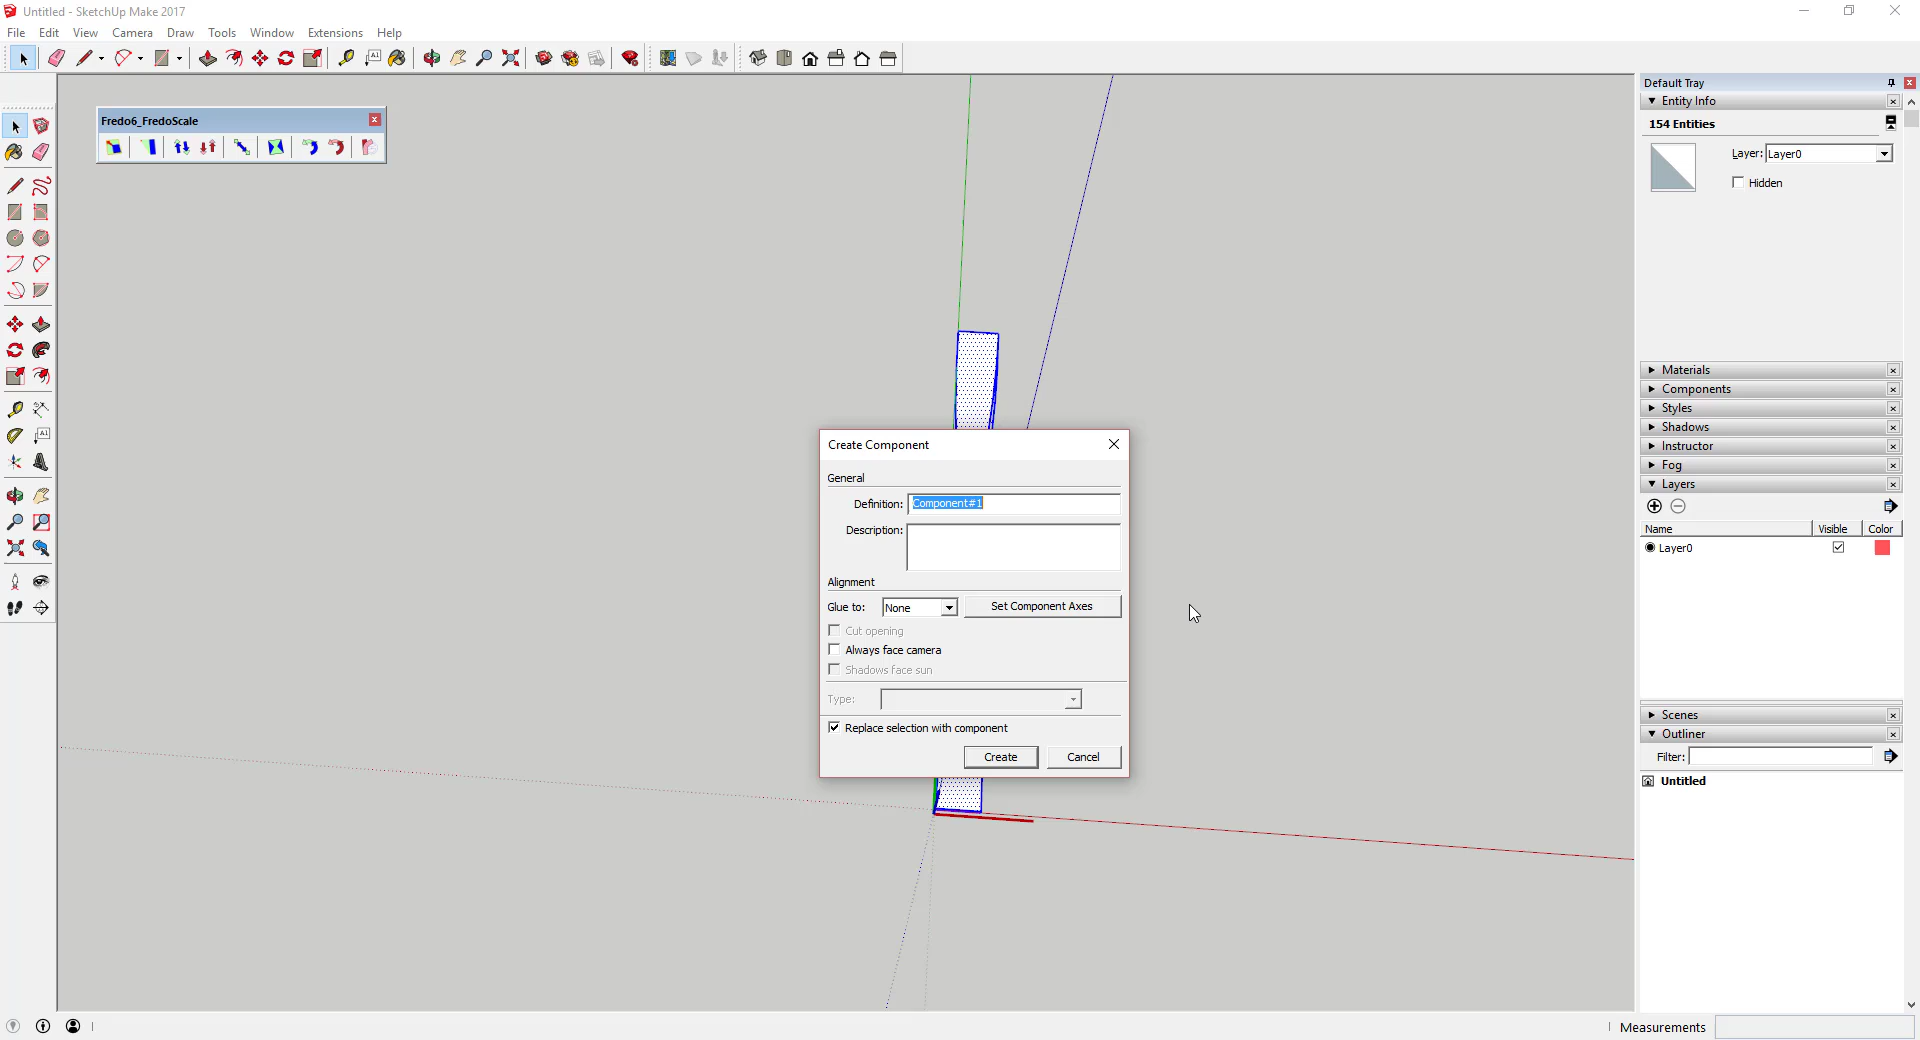 Untitled - SketchUp Make 2017
File Edit View Camera Draw Tools Window Extensions Help
Fredo6_FredoScale
Default Tray
Entity Info
154 Entities
Layer: Layer0
Hidden
Materials
Components
Styles
Shadows
Instructor
Fog
Layers
Name Visible Color
Layer0
Scenes
Outliner
Filter:
Untitled
Create Component
General
Definition: Component#1
Description:
Alignment
Glue to: None Set Component Axes
Cut opening
Always face camera
Shadows face sun
Type:
Replace selection with component
Create Cancel
Measurements